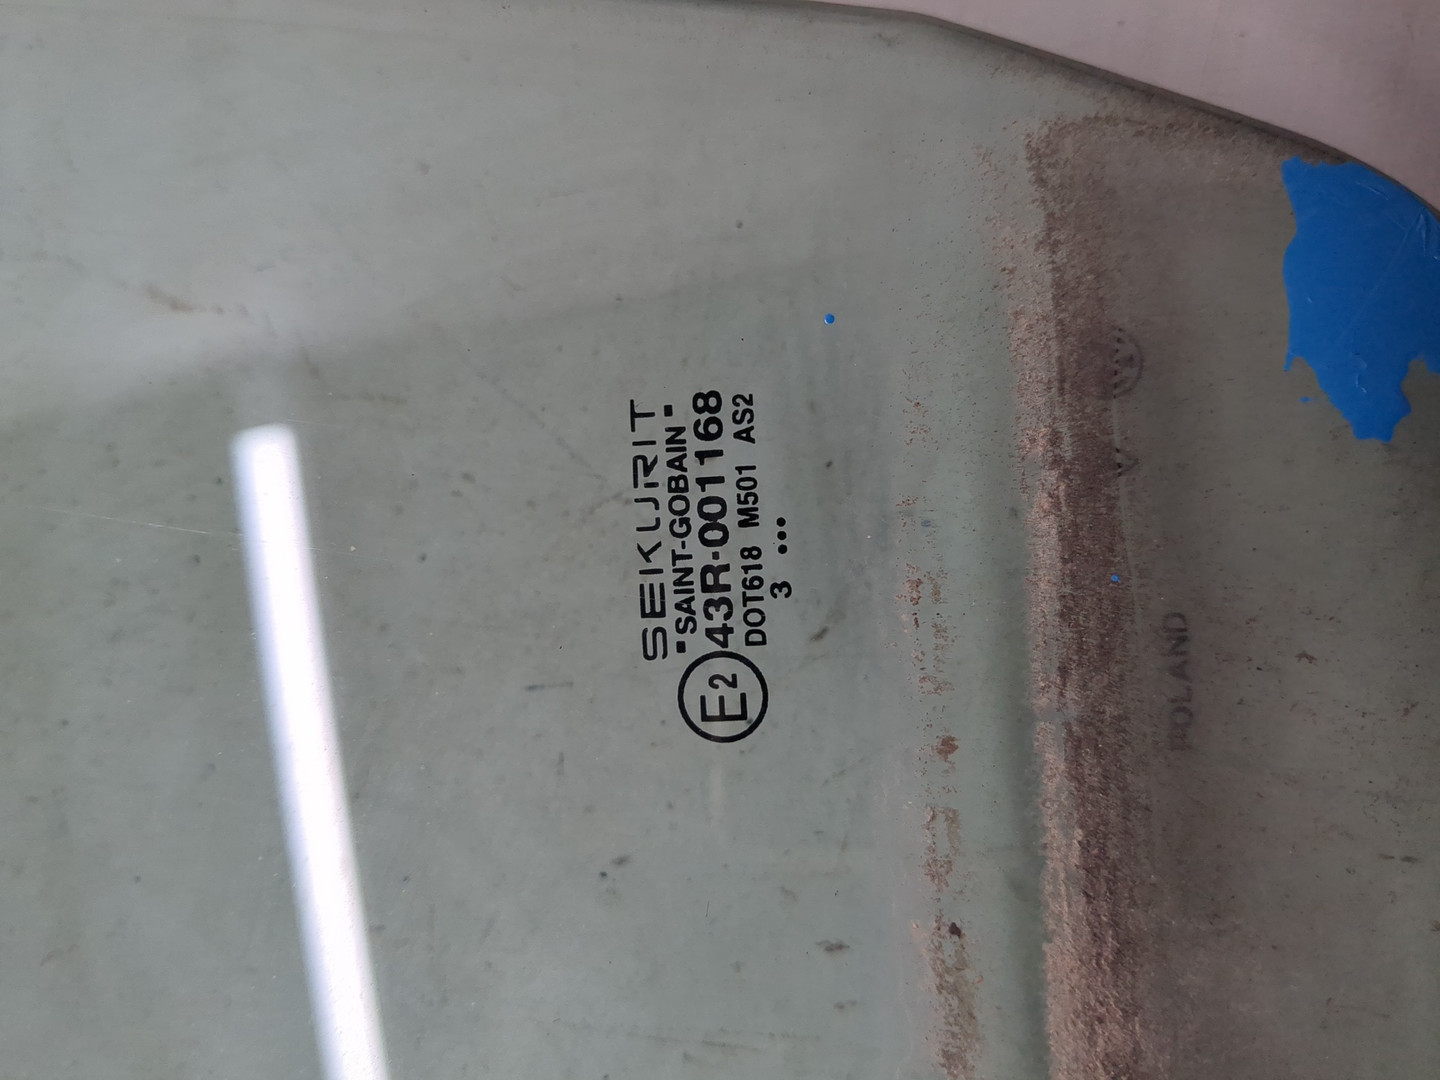 SEKURIT
"SAINT-GOBAIN"
E2 43R-001168
DOT618 M501 AS2
3 •••
POLAND